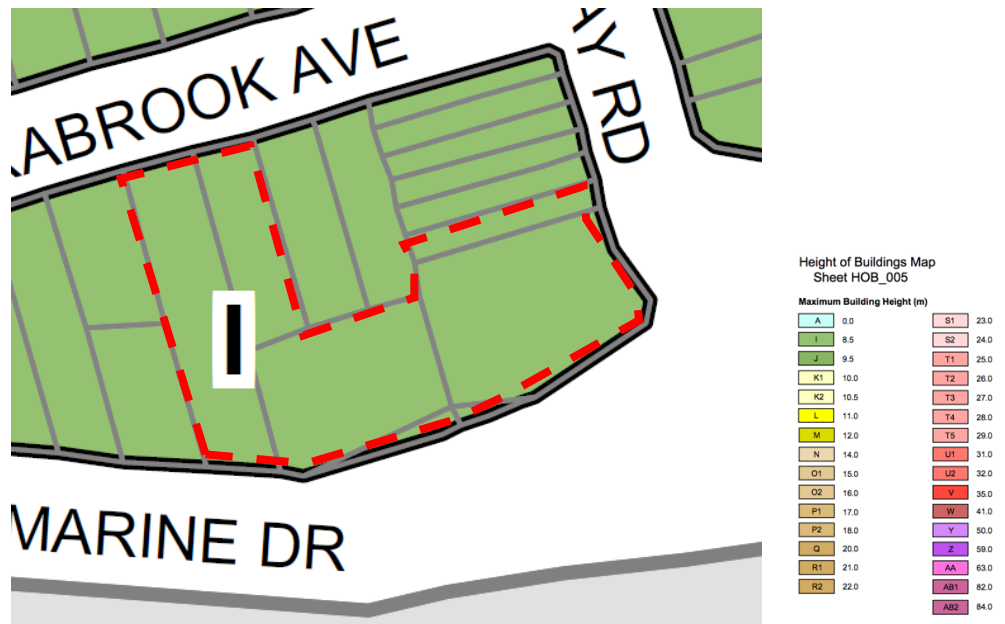 ABROOK AVE
AY RD
I
MARINE DR
Height of Buildings Map
Sheet HOB_005
Maximum Building Height (m)
A 0.0
I 8.5
J 9.5
K1 10.0
K2 10.5
L 11.0
M 12.0
N 14.0
O1 15.0
O2 16.0
P1 17.0
P2 18.0
Q 20.0
R1 21.0
R2 22.0
S1 23.0
S2 24.0
T1 25.0
T2 26.0
T3 27.0
T4 28.0
T5 29.0
U1 31.0
U2 32.0
V 35.0
W 41.0
Y 50.0
Z 59.0
AA 63.0
AB1 82.0
AB2 84.0